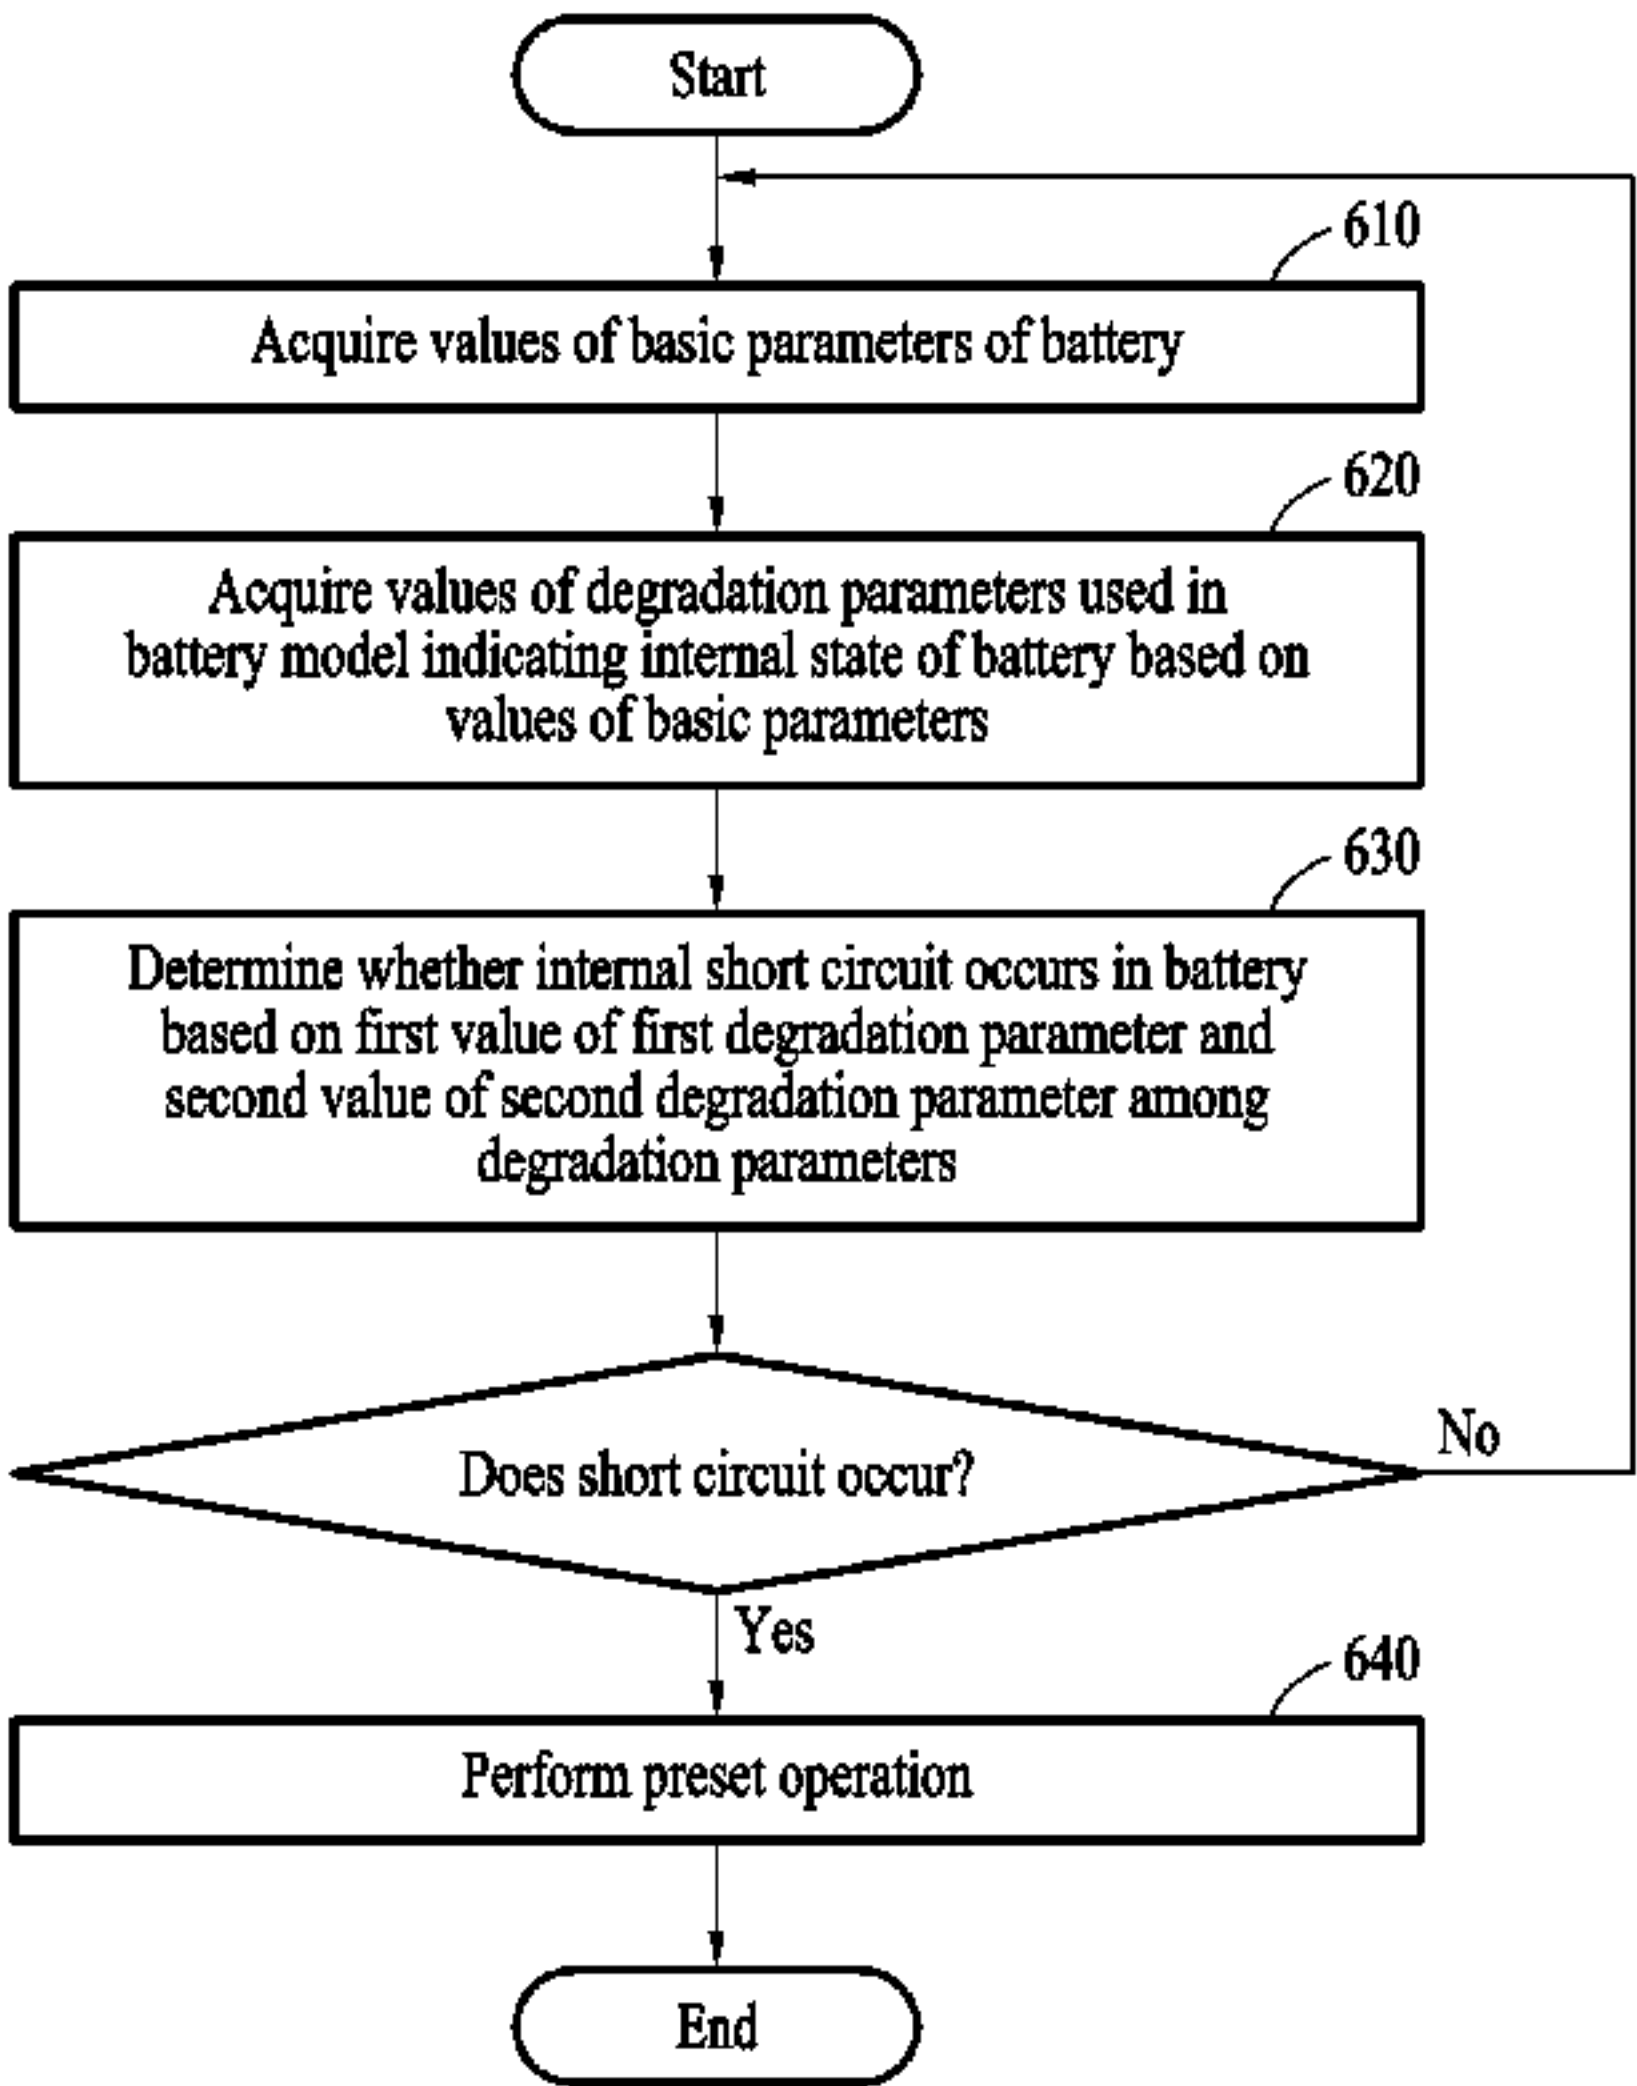 Start
610
Acquire values of basic parameters of battery
620
Acquire values of degradation parameters used in
battery model indicating internal state of battery based on
values of basic parameters
630
Determine whether internal short circuit occurs in battery
based on first value of first degradation parameter and
second value of second degradation parameter among
degradation parameters
Does short circuit occur?
No
Yes
640
Perform preset operation
End